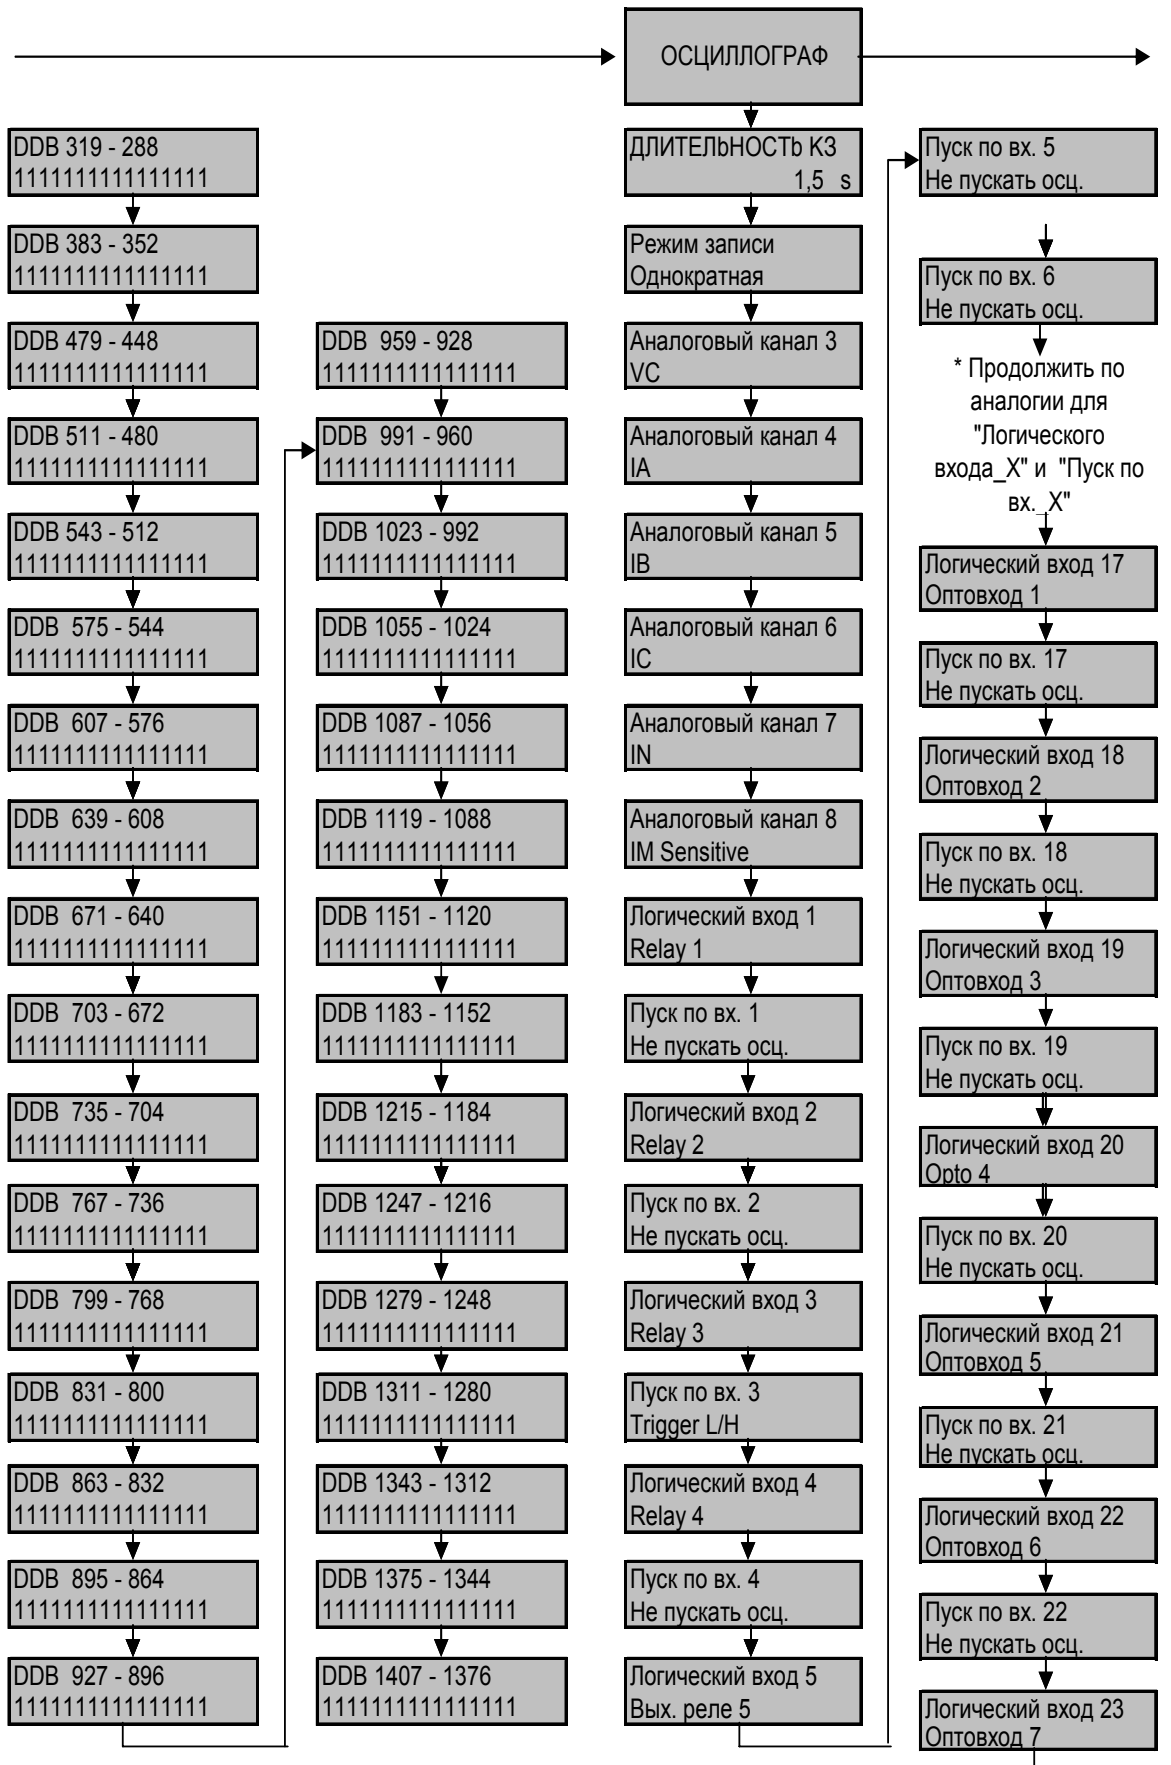 ОСЦИЛЛОГРАФ
DDB 319 - 288
1111111111111111
DDB 383 - 352
1111111111111111
DDB 479 - 448
1111111111111111
DDB 511 - 480
1111111111111111
DDB 543 - 512
1111111111111111
DDB 575 - 544
1111111111111111
DDB 607 - 576
1111111111111111
DDB 639 - 608
1111111111111111
DDB 671 - 640
1111111111111111
DDB 703 - 672
1111111111111111
DDB 735 - 704
1111111111111111
DDB 767 - 736
1111111111111111
DDB 799 - 768
1111111111111111
DDB 831 - 800
1111111111111111
DDB 863 - 832
1111111111111111
DDB 895 - 864
1111111111111111
DDB 927 - 896
1111111111111111
DDB 959 - 928
1111111111111111
DDB 991 - 960
1111111111111111
DDB 1023 - 992
1111111111111111
DDB 1055 - 1024
1111111111111111
DDB 1087 - 1056
1111111111111111
DDB 1119 - 1088
1111111111111111
DDB 1151 - 1120
1111111111111111
DDB 1183 - 1152
1111111111111111
DDB 1215 - 1184
1111111111111111
DDB 1247 - 1216
1111111111111111
DDB 1279 - 1248
1111111111111111
DDB 1311 - 1280
1111111111111111
DDB 1343 - 1312
1111111111111111
DDB 1375 - 1344
1111111111111111
DDB 1407 - 1376
1111111111111111
ДЛИТЕЛЬНОСТЬ КЗ
1,5 s
Режим записи
Однократная
Аналоговый канал 3
VC
Аналоговый канал 4
IA
Аналоговый канал 5
IB
Аналоговый канал 6
IC
Аналоговый канал 7
IN
Аналоговый канал 8
IM Sensitive
Логический вход 1
Relay 1
Пуск по вх. 1
Не пускать осц.
Логический вход 2
Relay 2
Пуск по вх. 2
Не пускать осц.
Логический вход 3
Relay 3
Пуск по вх. 3
Trigger L/H
Логический вход 4
Relay 4
Пуск по вх. 4
Не пускать осц.
Логический вход 5
Вых. реле 5
Пуск по вх. 5
Не пускать осц.
Пуск по вх. 6
Не пускать осц.
* Продолжить по
аналогии для
"Логического
входа_X" и "Пуск по
вх._X"
Логический вход 17
Оптовход 1
Пуск по вх. 17
Не пускать осц.
Логический вход 18
Оптовход 2
Пуск по вх. 18
Не пускать осц.
Логический вход 19
Оптовход 3
Пуск по вх. 19
Не пускать осц.
Логический вход 20
Opto 4
Пуск по вх. 20
Не пускать осц.
Логический вход 21
Оптовход 5
Пуск по вх. 21
Не пускать осц.
Логический вход 22
Оптовход 6
Пуск по вх. 22
Не пускать осц.
Логический вход 23
Оптовход 7